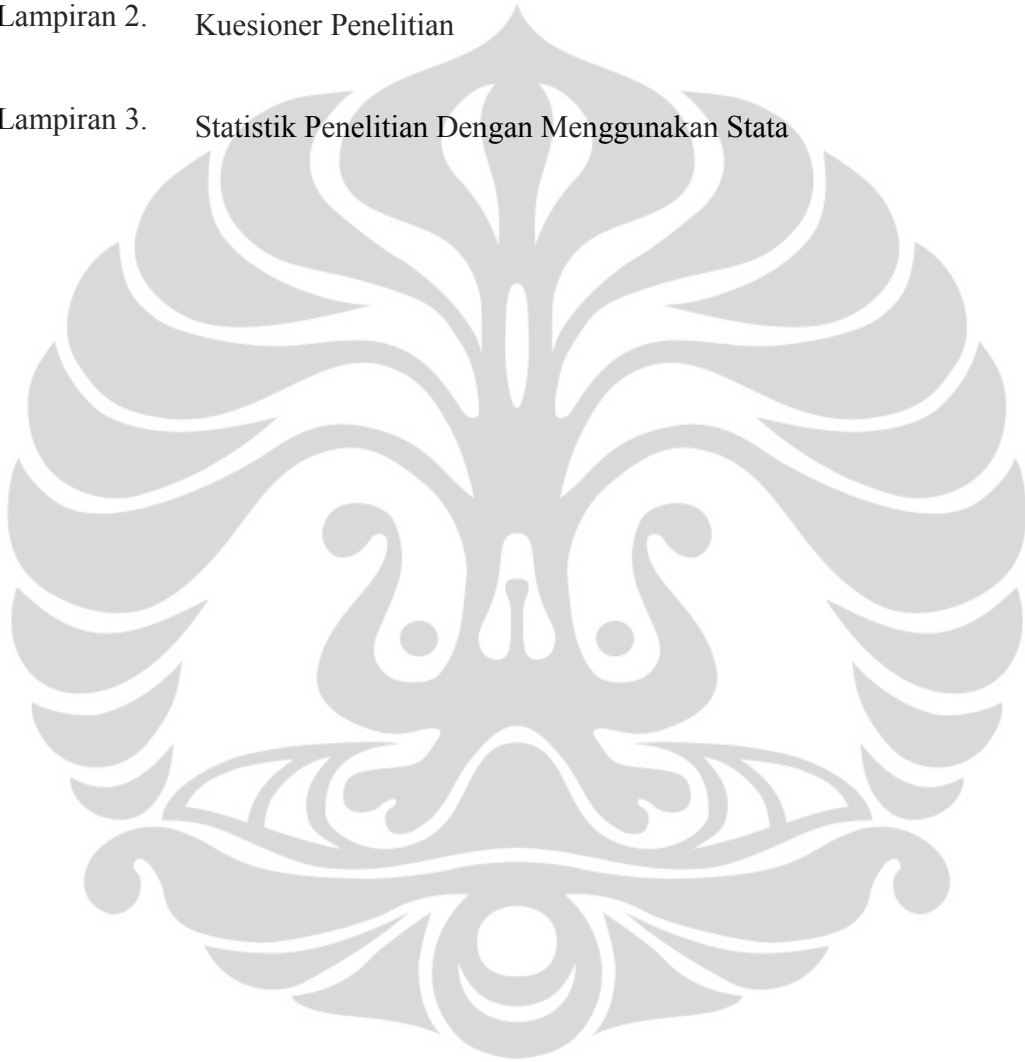 Lampiran 2. Kuesioner Penelitian
Lampiran 3. Statistik Penelitian Dengan Menggunakan Stata